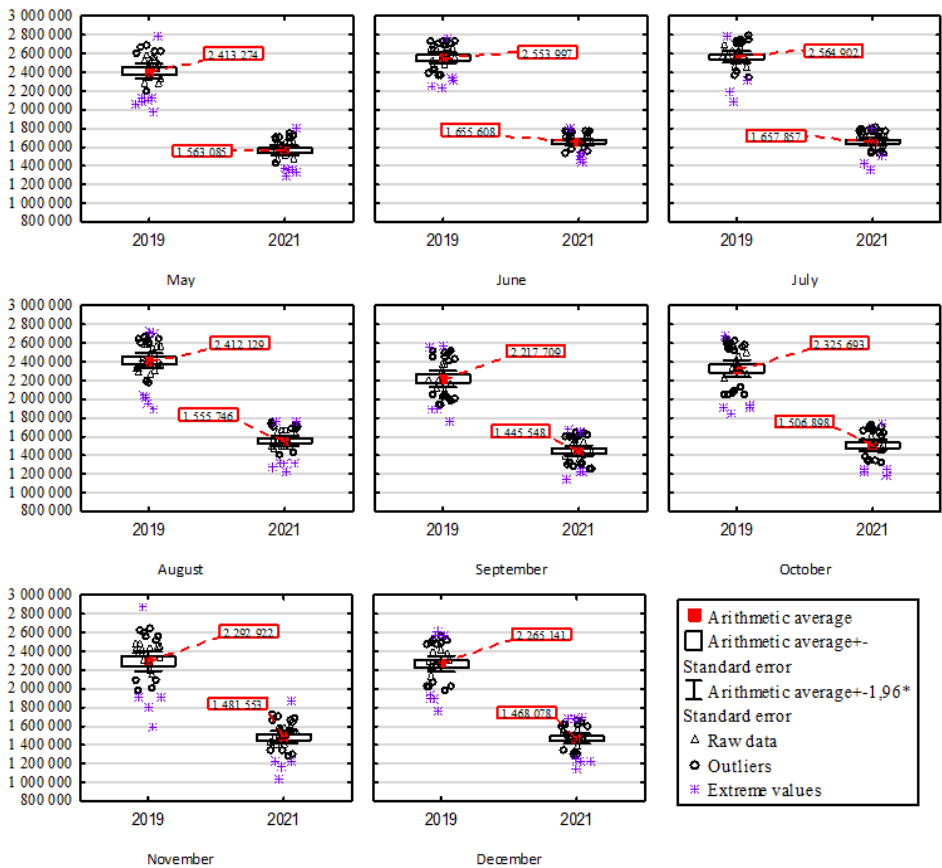 3 000 000
2 800 000
2 600 000
2 400 000
2 200 000
2 000 000
1 800 000
1 600 000
1 400 000
1 200 000
1 000 000
800 000
2 413 274
1 563 085
2 553 997
1 655 608
2 564 902
1 657 857
2019 2021 2019 2021 2019 2021
May June July
3 000 000
2 800 000
2 600 000
2 400 000
2 200 000
2 000 000
1 800 000
1 600 000
1 400 000
1 200 000
1 000 000
800 000
2 412 129
1 555 746
2 217 709
1 445 548
2 325 693
1 506 898
2019 2021 2019 2021 2019 2021
August September October
3 000 000
2 800 000
2 600 000
2 400 000
2 200 000
2 000 000
1 800 000
1 600 000
1 400 000
1 200 000
1 000 000
800 000
2 292 922
1 481 553
2 265 141
1 468 078
2019 2021 2019 2021
November December
Arithmetic average
Arithmetic average+-
Standard error
Arithmetic average+-1,96*
Standard error
Raw data
Outliers
Extreme values